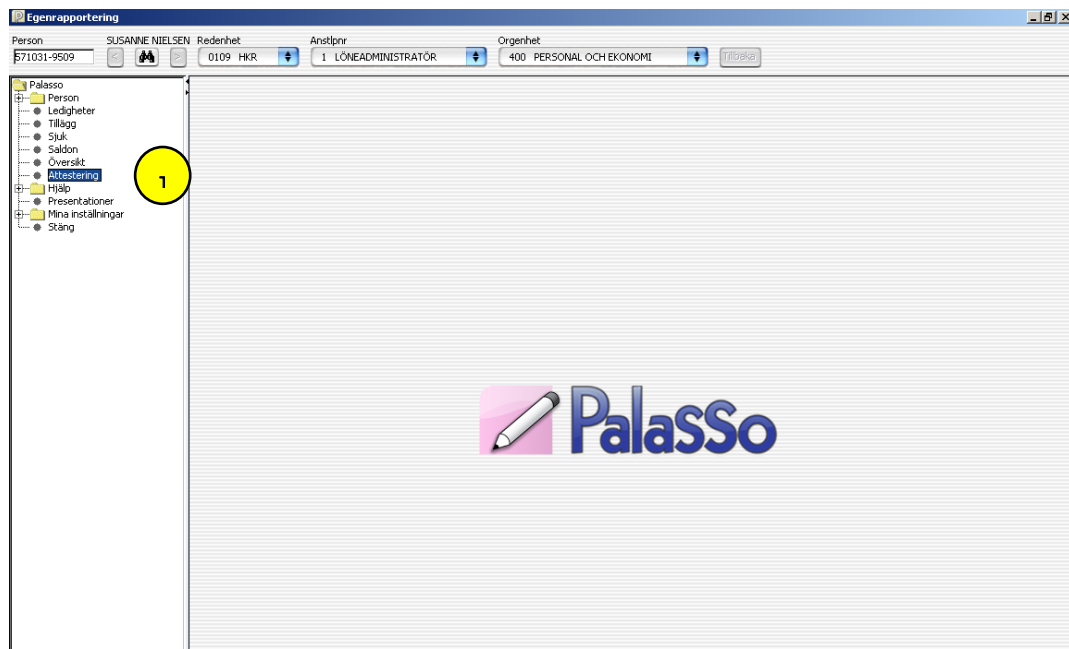 Egenrapportering
Person SUSANNE NIELSEN Redenhet Anstlpnr Orgenhet
571031-9509 < > 0109 HKR 1 LÖNEADMINISTRATÖR 400 PERSONAL OCH EKONOMI Tillbaka
Palasso
Person
Ledigheter
Tillägg
Sjuk
Saldon
Översikt
Attestering
1
Hjälp
Presentationer
Mina inställningar
Stäng
PalaSSo